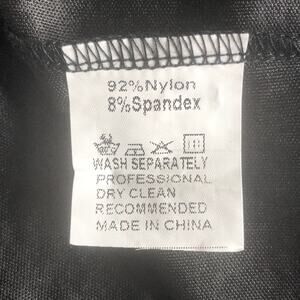 92%Nylon
8%Spandex
WASH SEPARATELY
PROFESSIONAL
DRY CLEAN
RECOMMENDED
MADE IN CHINA